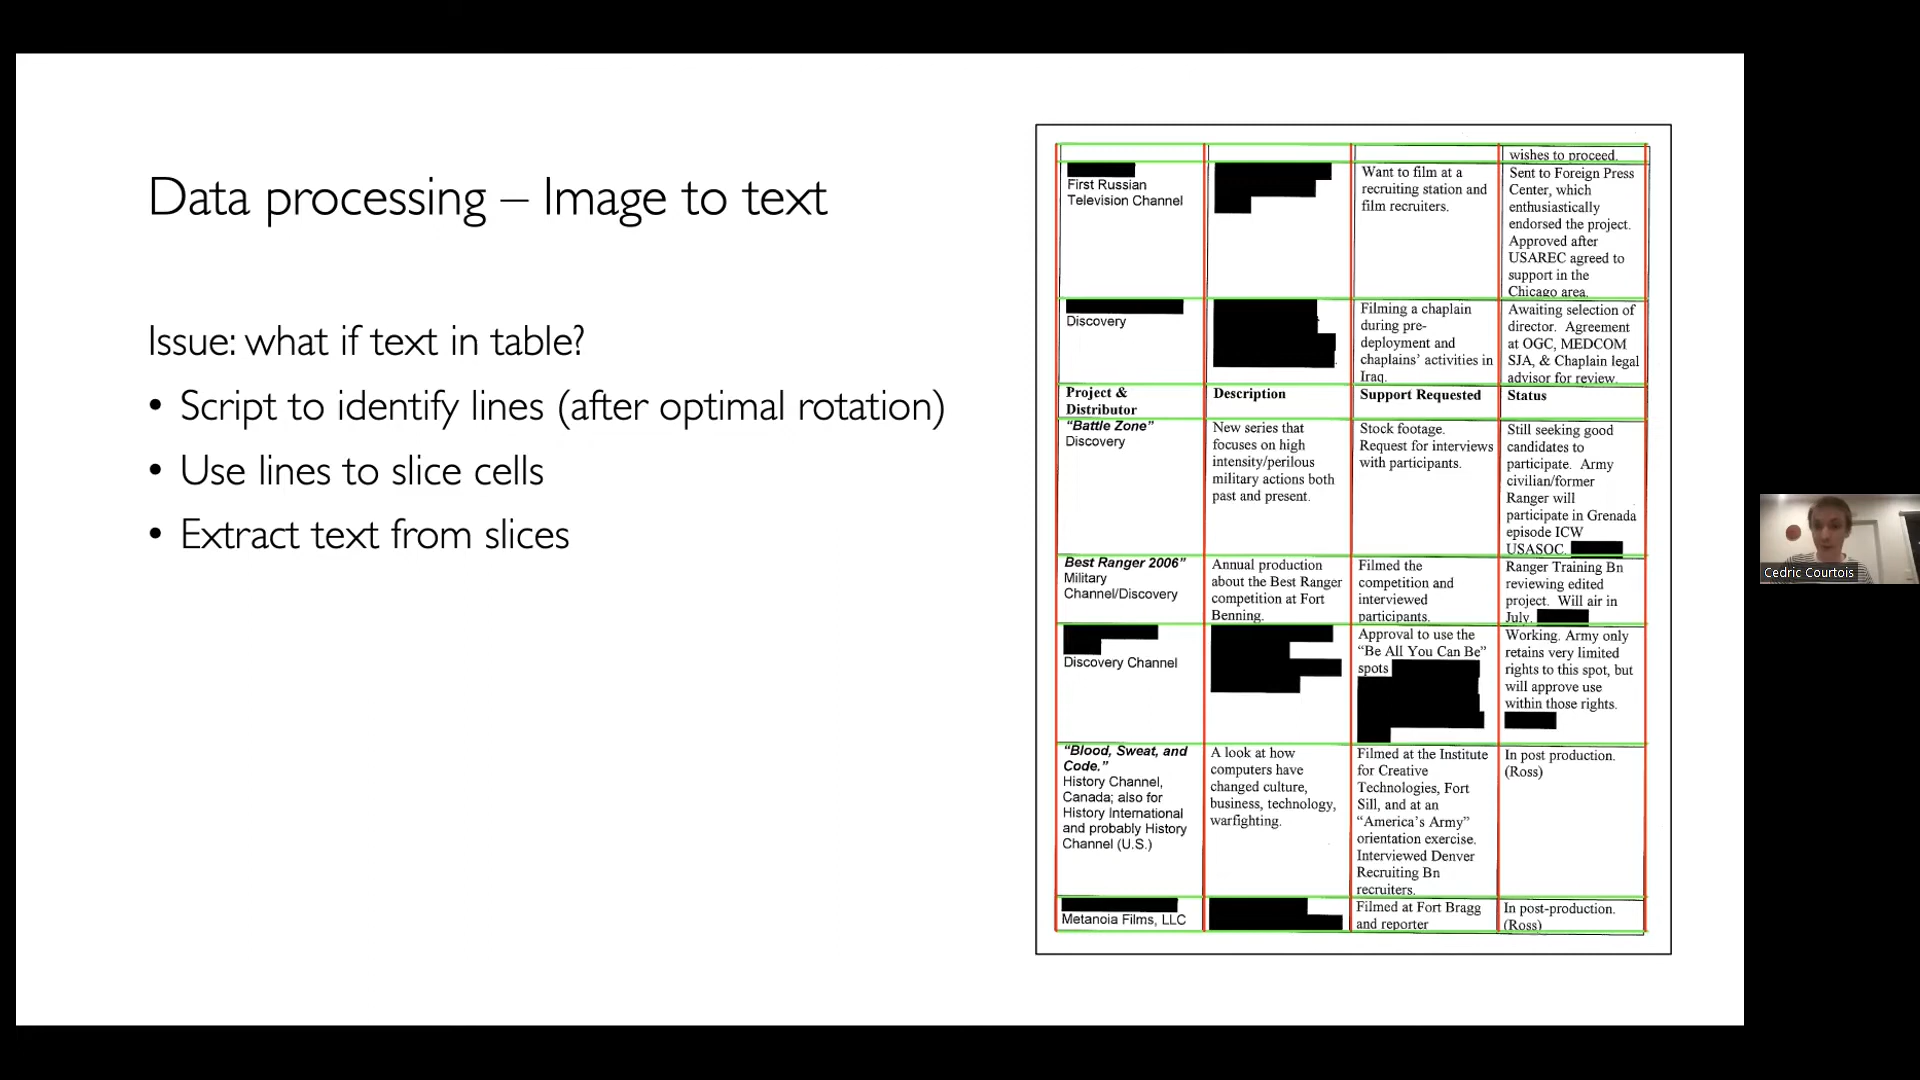 Data processing – Image to text
Issue: what if text in table?
• Script to identify lines (after optimal rotation)
• Use lines to slice cells
• Extract text from slices
wishes to proceed.
First Russian
Television Channel
Want to film at a
recruiting station and
film recruiters.
Sent to Foreign Press
Center, which
enthusiastically
endorsed the project.
Approved after
USAREC agreed to
support in the
Chicago area.
Discovery
Filming a chaplain
during pre-
deployment and
chaplains’ activities in
Iraq.
Awaiting selection of
director. Agreement
at OGC, MEDCOM
SJA, & Chaplain legal
advisor for review.
Project &
Distributor
Description
Support Requested
Status
“Battle Zone”
Discovery
New series that
focuses on high
intensity/perilous
military actions both
past and present.
Stock footage.
Request for interviews
with participants.
Still seeking good
candidates to
participate. Army
civilian/former
Ranger will
participate in Grenada
episode ICW
USASOC.
Best Ranger 2006”
Military
Channel/Discovery
Annual production
about the Best Ranger
competition at Fort
Benning.
Filmed the
competition and
interviewed
participants.
Ranger Training Bn
reviewing edited
project. Will air in
July.
Discovery Channel
Approval to use the
“Be All You Can Be”
spots
Working. Army only
retains very limited
rights to this spot, but
will approve use
within those rights.
“Blood, Sweat, and
Code.”
History Channel,
Canada; also for
History International
and probably History
Channel (U.S.)
A look at how
computers have
changed culture,
business, technology,
warfighting.
Filmed at the Institute
for Creative
Technologies, Fort
Sill, and at an
“America’s Army”
orientation exercise.
Interviewed Denver
Recruiting Bn
recruiters.
In post production.
(Ross)
Metanoia Films, LLC
Filmed at Fort Bragg
and reporter
In post-production.
(Ross)
Cedric Courtois